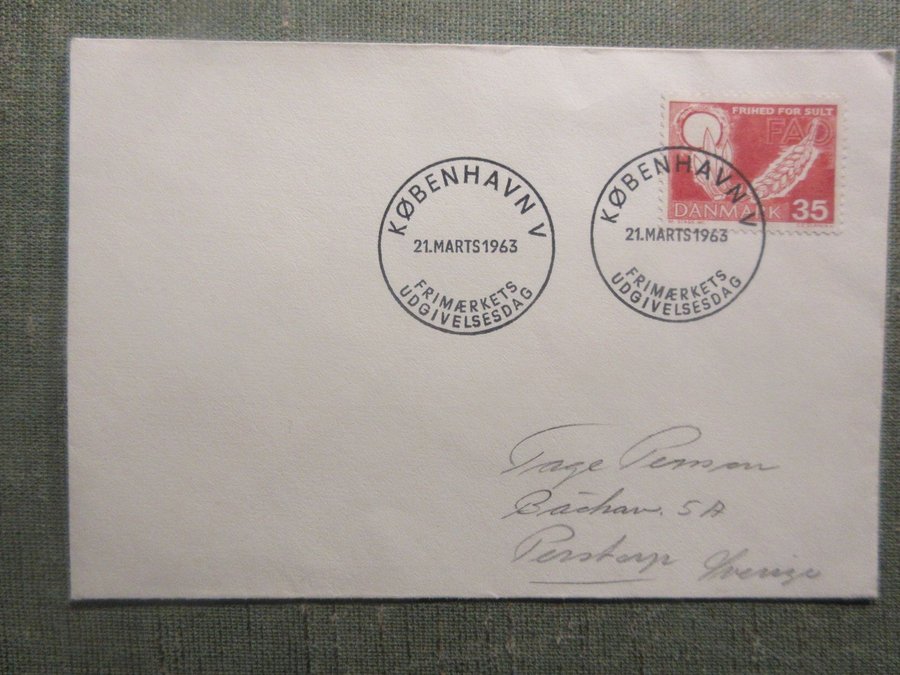 FRIHED FOR SULT
FAO
DANMARK 35
KØBENHAVN V
21.MARTS1963
FRIMÆRKETS
UDGIVELSESDAG
KØBENHAVN V
21.MARTS1963
FRIMÆRKETS
UDGIVELSESDAG
Tage Persson
5A
Perstorp Sverige